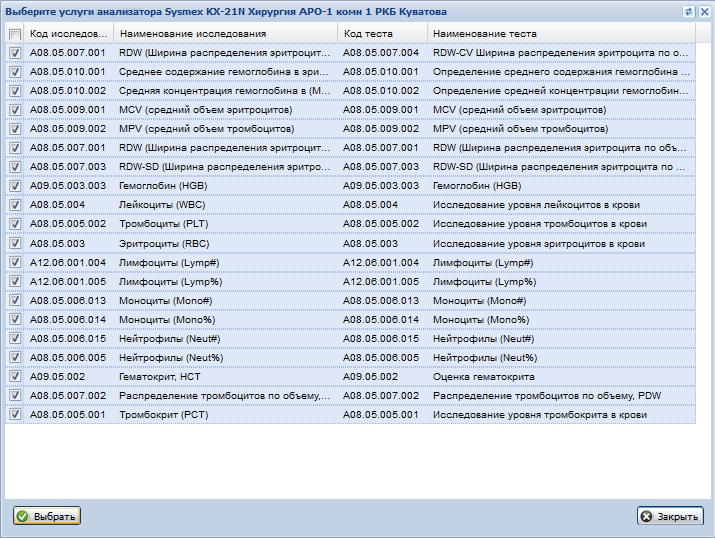 Выберите услуги анализатора Sysmex KX-21N Хирургия АРО-1 комн 1 РКБ Куватова
Код исследов... Наименование исследования Код теста Наименование теста
A08.05.007.001 RDW (Ширина распределения эритроцит... A08.05.007.004 RDW-CV Ширина распределения эритроцита по о...
A08.05.010.001 Среднее содержание гемоглобина в эри... A08.05.010.001 Определение среднего содержания гемоглобина ...
A08.05.010.002 Средняя концентрация гемоглобина в (М... A08.05.010.002 Определение средней концентрации гемоглобин...
A08.05.009.001 MCV (средний объем эритроцитов) A08.05.009.001 MCV (средний объем эритроцитов)
A08.05.009.002 MPV (средний объем тромбоцитов) A08.05.009.002 MPV (средний объем тромбоцитов)
A08.05.007.001 RDW (Ширина распределения эритроцит... A08.05.007.001 RDW (Ширина распределения эритроцита по объ...
A08.05.007.003 RDW-SD (Ширина распределения эритро... A08.05.007.003 RDW-SD (Ширина распределения эритроцита по ...
A09.05.003.003 Гемоглобин (HGB) A09.05.003.003 Гемоглобин (HGB)
A08.05.004 Лейкоциты (WBC) A08.05.004 Исследование уровня лейкоцитов в крови
A08.05.005.002 Тромбоциты (PLT) A08.05.005.002 Исследование уровня тромбоцитов в крови
A08.05.003 Эритроциты (RBC) A08.05.003 Исследование уровня эритроцитов в крови
A12.06.001.004 Лимфоциты (Lymp#) A12.06.001.004 Лимфоциты (Lymp#)
A12.06.001.005 Лимфоциты (Lymp%) A12.06.001.005 Лимфоциты (Lymp%)
A08.05.006.013 Моноциты (Mono#) A08.05.006.013 Моноциты (Mono#)
A08.05.006.014 Моноциты (Mono%) A08.05.006.014 Моноциты (Mono%)
A08.05.006.015 Нейтрофилы (Neut#) A08.05.006.015 Нейтрофилы (Neut#)
A08.05.006.005 Нейтрофилы (Neut%) A08.05.006.005 Нейтрофилы (Neut%)
A09.05.002 Гематокрит, HCT A09.05.002 Оценка гематокрита
A08.05.007.002 Распределение тромбоцитов по объему,... A08.05.007.002 Распределение тромбоцитов по объему, PDW
A08.05.005.001 Тромбокрит (PCT) A08.05.005.001 Исследование уровня тромбокрита в крови
Выбрать Закрыть